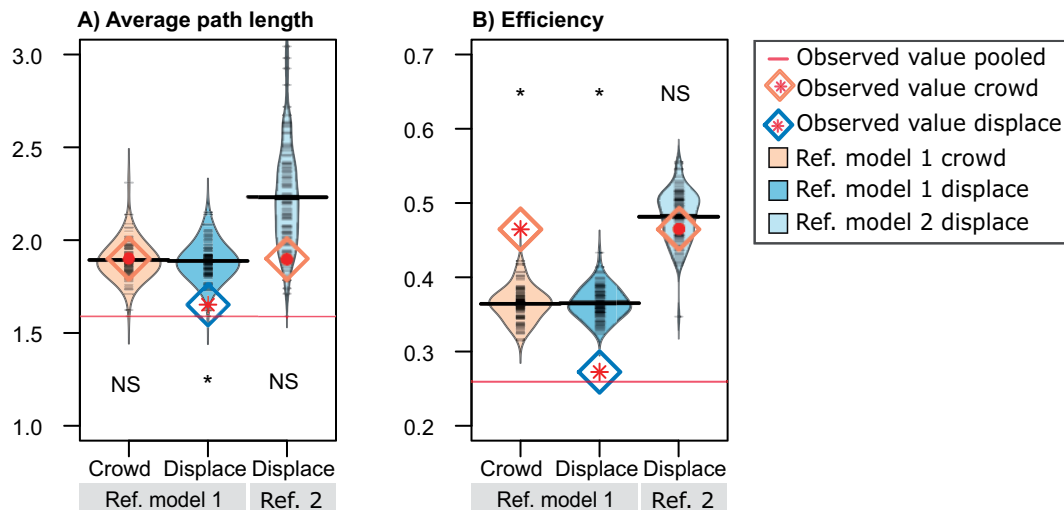 A) Average path length
3.0
2.5
2.0
1.5
1.0
NS
*
NS
Crowd Displace Displace
Ref. model 1 Ref. 2
B) Efficiency
0.7
0.6
0.5
0.4
0.3
0.2
* * NS
Crowd Displace Displace
Ref. model 1 Ref. 2
Observed value pooled
Observed value crowd
Observed value displace
Ref. model 1 crowd
Ref. model 1 displace
Ref. model 2 displace